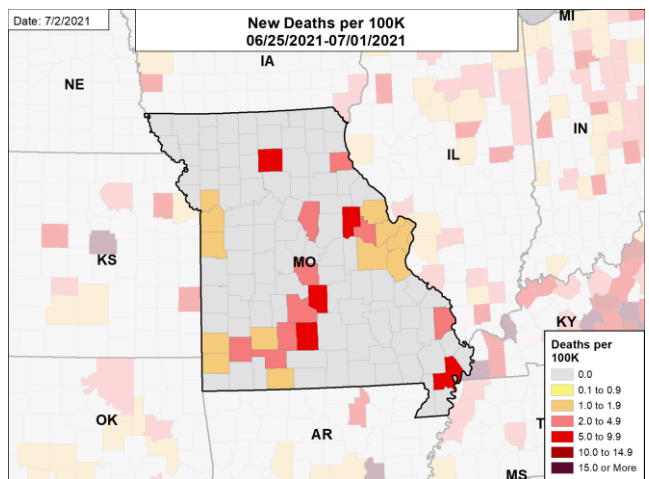 Date: 7/2/2021
New Deaths per 100K
06/25/2021-07/01/2021
MI
IA
NE
IL
IN
KS
MO
KY
OK
AR
T
MS
Deaths per
100K
0.0
0.1 to 0.9
1.0 to 1.9
2.0 to 4.9
5.0 to 9.9
10.0 to 14.9
15.0 or More